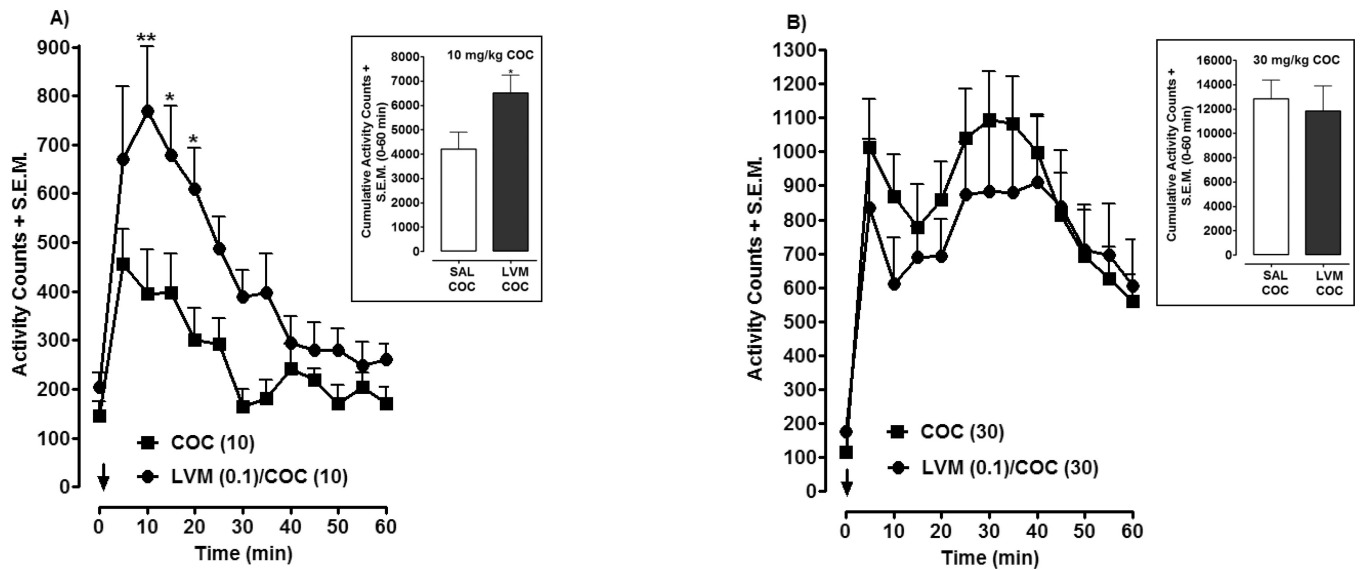 A)
Activity Counts + S.E.M.
900
800
700
600
500
400
300
200
100
0
**
*
*
COC (10)
LVM (0.1)/COC (10)
0 10 20 30 40 50 60
Time (min)
10 mg/kg COC
Cumulative Activity Counts +
S.E.M. (0-60 min)
8000
7000
6000
5000
4000
3000
2000
1000
0
*
SAL LVM
COC COC
B)
Activity Counts + S.E.M.
1300
1200
1100
1000
900
800
700
600
500
400
300
200
100
0
COC (30)
LVM (0.1)/COC (30)
0 10 20 30 40 50 60
Time (min)
30 mg/kg COC
Cumulative Activity Counts +
S.E.M. (0-60 min)
16000
14000
12000
10000
8000
6000
4000
2000
0
SAL LVM
COC COC